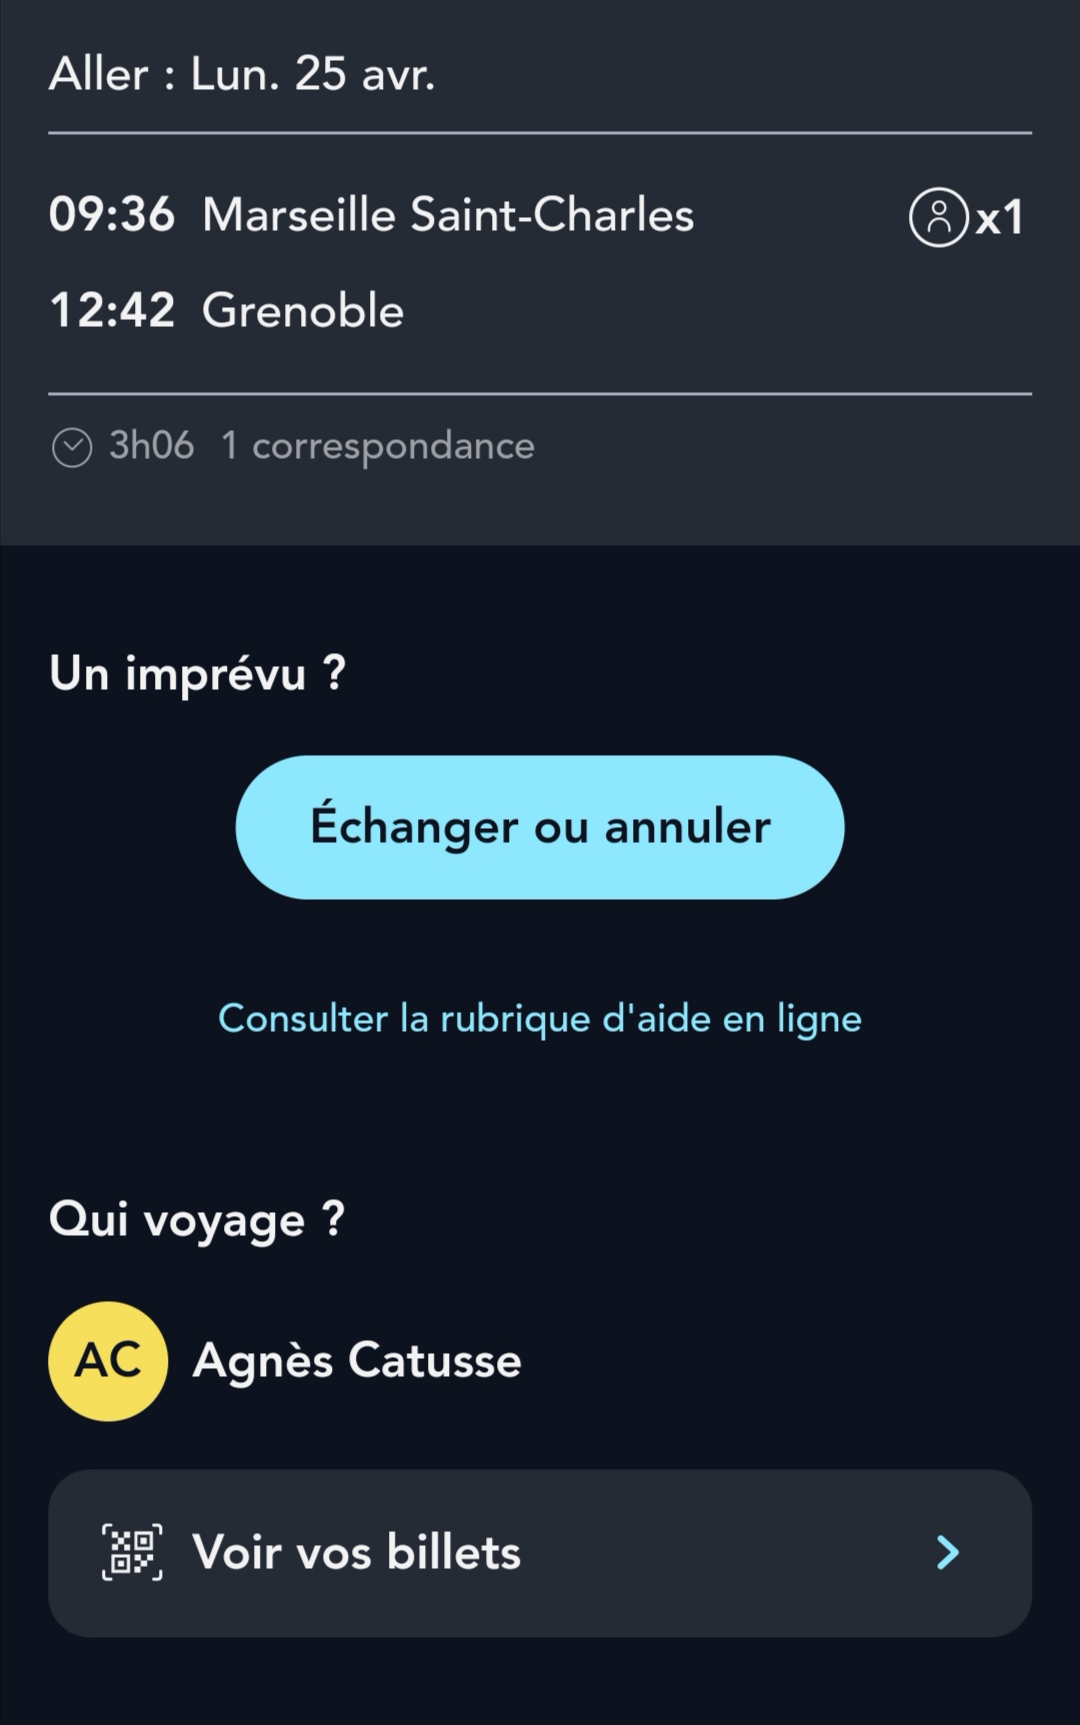 Aller : Lun. 25 avr.
09:36 Marseille Saint-Charles x1
12:42 Grenoble
3h06 1 correspondance
Un imprévu ?
Échanger ou annuler
Consulter la rubrique d'aide en ligne
Qui voyage ?
AC Agnès Catusse
Voir vos billets